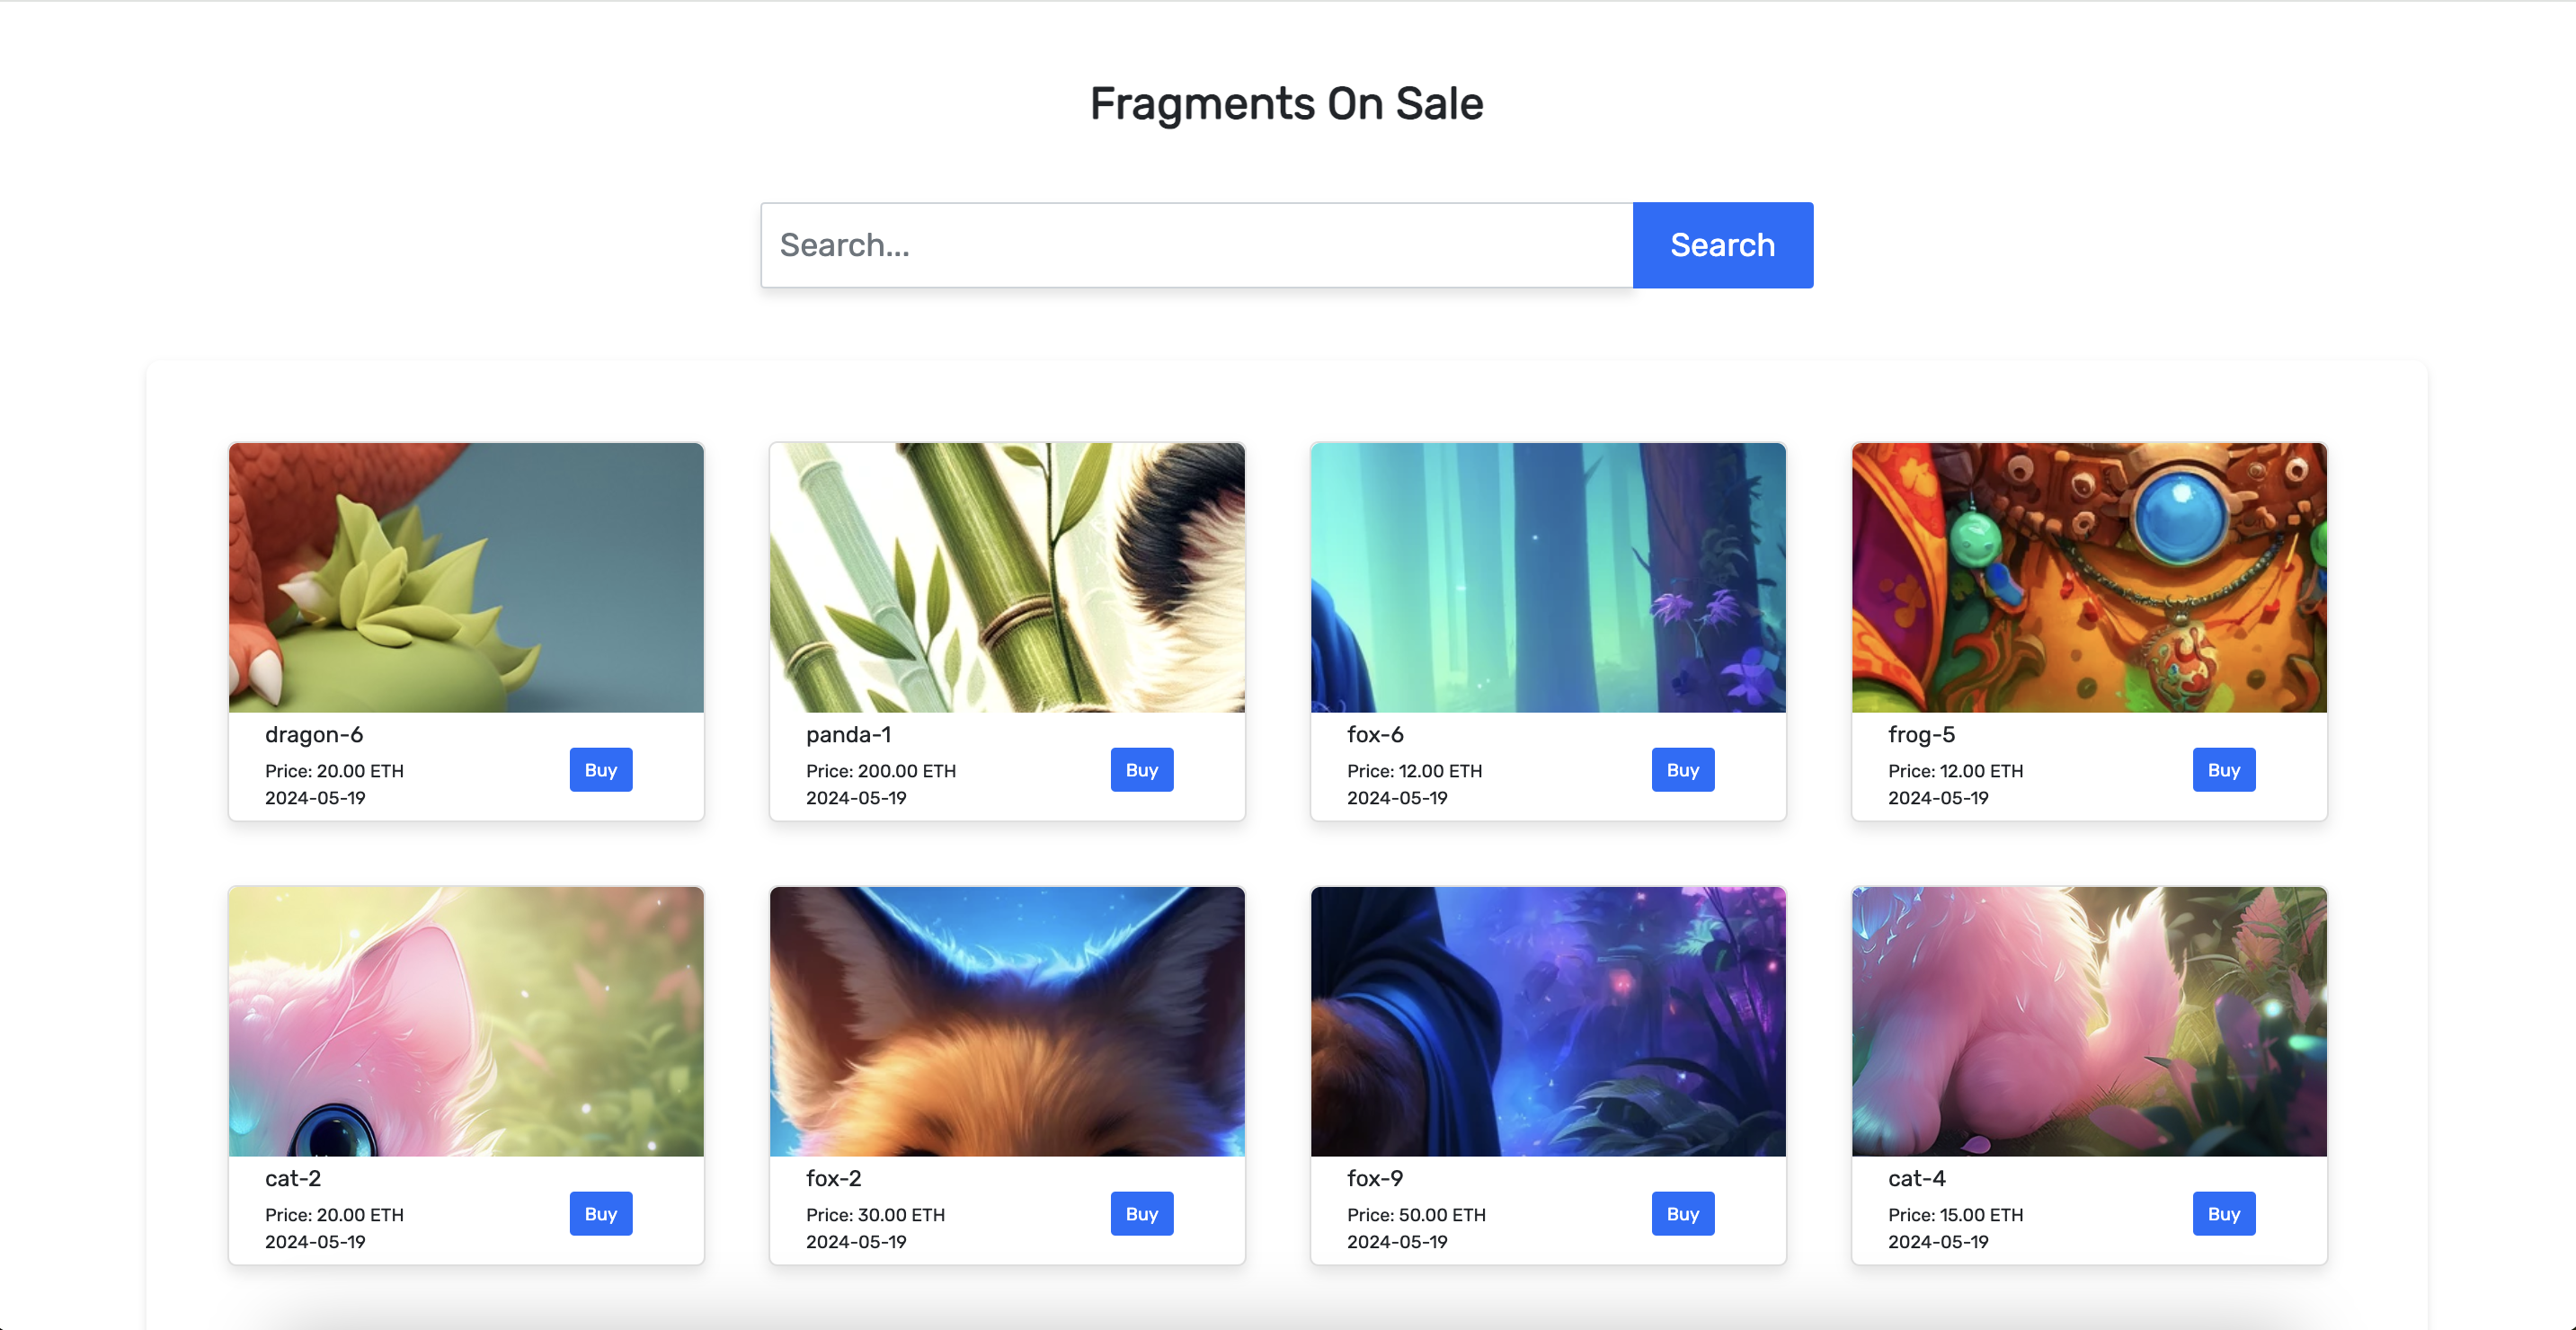 Fragments On Sale
Search...
Search
dragon-6
Price: 20.00 ETH
2024-05-19
Buy
panda-1
Price: 200.00 ETH
2024-05-19
Buy
fox-6
Price: 12.00 ETH
2024-05-19
Buy
frog-5
Price: 12.00 ETH
2024-05-19
Buy
cat-2
Price: 20.00 ETH
2024-05-19
Buy
fox-2
Price: 30.00 ETH
2024-05-19
Buy
fox-9
Price: 50.00 ETH
2024-05-19
Buy
cat-4
Price: 15.00 ETH
2024-05-19
Buy